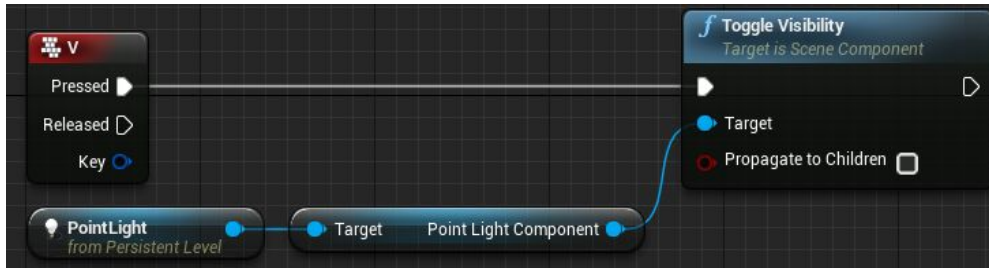 V
Pressed
Released
Key
f Toggle Visibility
Target is Scene Component
Target
Propagate to Children
PointLight
from Persistent Level
Target Point Light Component